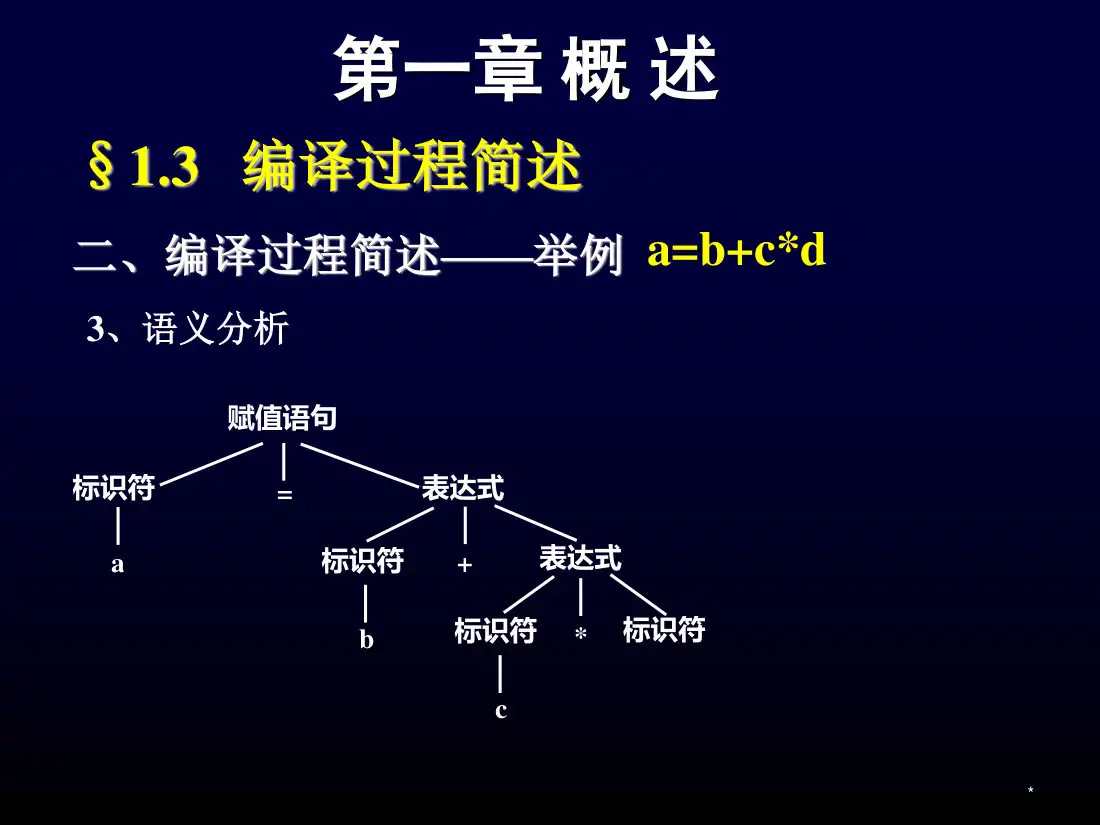 第一章 概 述
§1.3 编译过程简述
二、编译过程简述——举例 a=b+c*d
3、语义分析
赋值语句
标识符 = 表达式
a 标识符 + 表达式
b 标识符 * 标识符
c
*